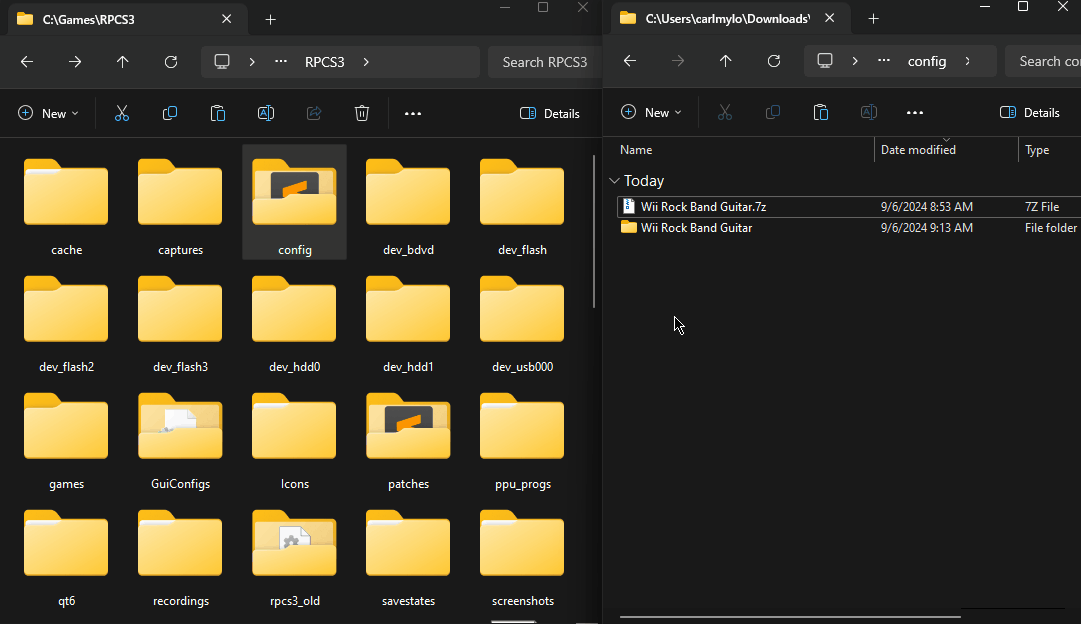 C:\Games\RPCS3
RPCS3
Search RPCS3
New
Details
cache
captures
config
dev_bdvd
dev_flash
dev_flash2
dev_flash3
dev_hdd0
dev_hdd1
dev_usb000
games
GuiConfigs
Icons
patches
ppu_progs
qt6
recordings
rpcs3_old
savestates
screenshots
C:\Users\carlmylo\Downloads\
config
Search co
New
Details
Name Date modified Type
Today
Wii Rock Band Guitar.7z 9/6/2024 8:53 AM 7Z File
Wii Rock Band Guitar 9/6/2024 9:13 AM File folder